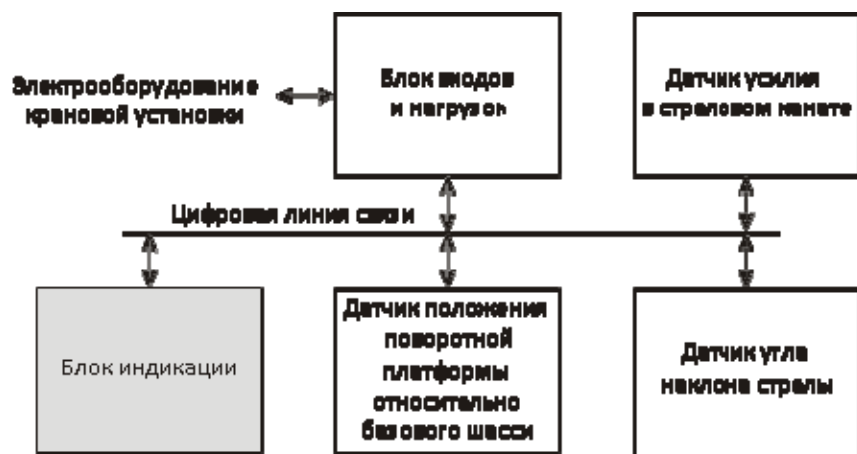 Электрооборудование
крановой установки
Блок входов
и нагрузок
Датчик усилия
в стреловом канате
Цифровая линия связи
Блок индикации
Датчик положения
поворотной
платформы
относительно
базового шасси
Датчик угла
наклона стрелы